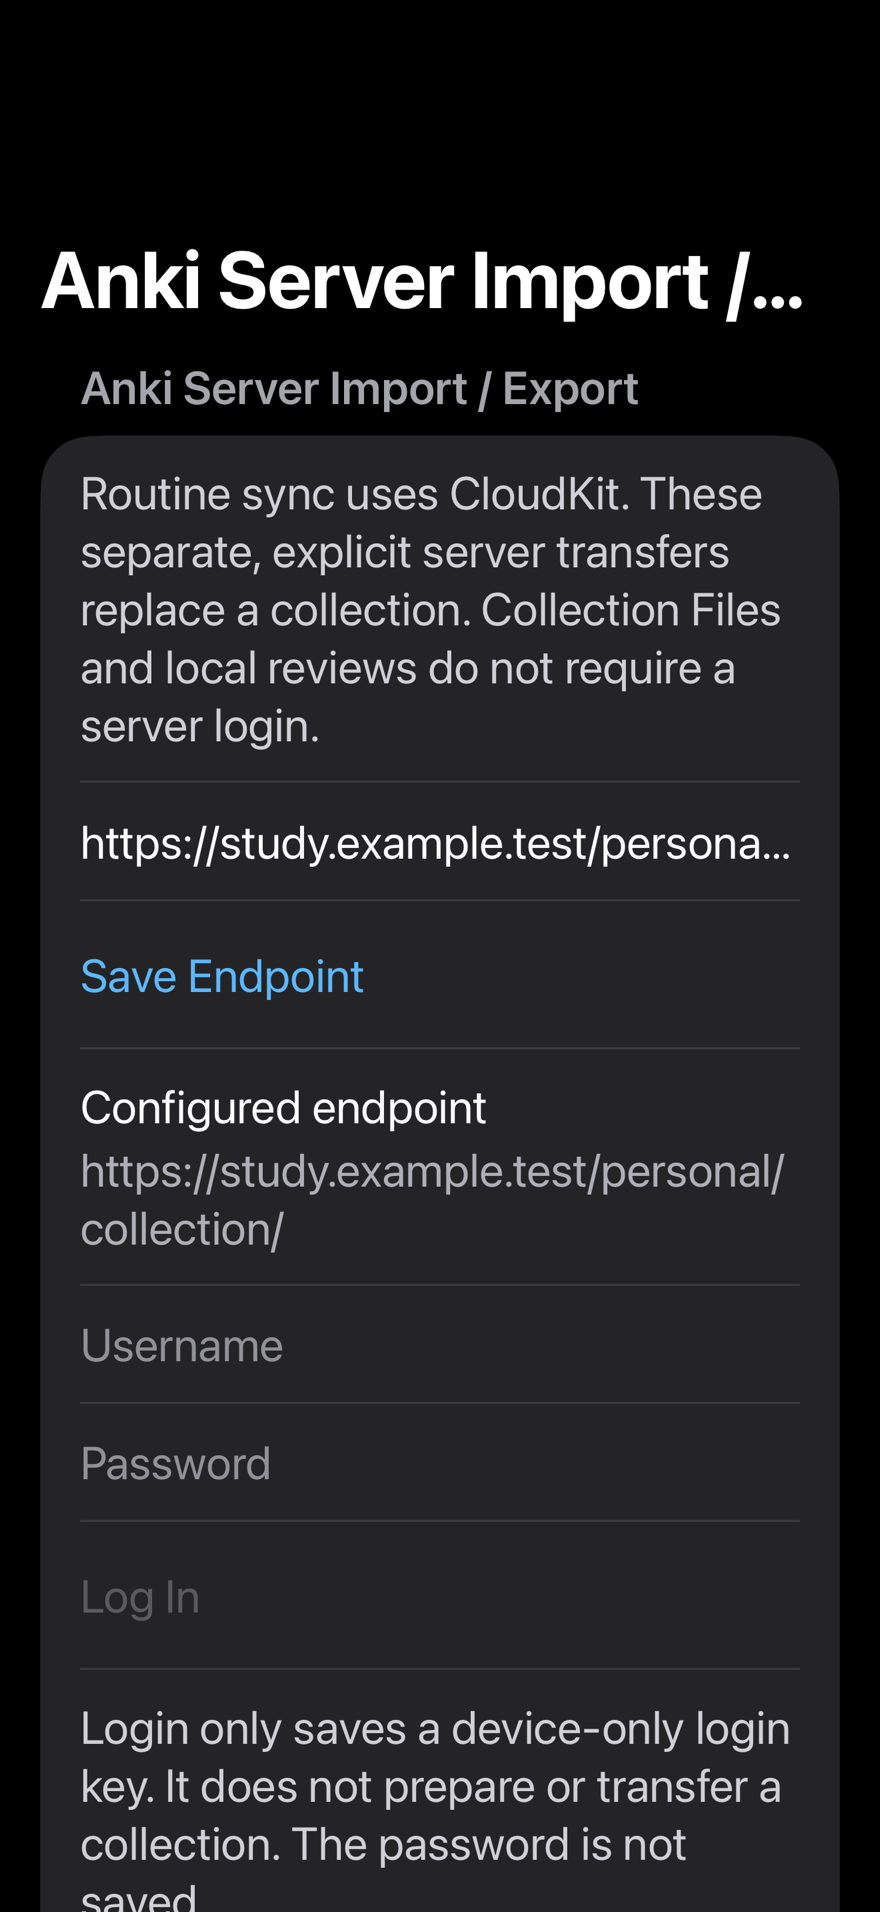 Anki Server Import /...
Anki Server Import / Export
Routine sync uses CloudKit. These
separate, explicit server transfers
replace a collection. Collection Files
and local reviews do not require a
server login.
https://study.example.test/persona...
Save Endpoint
Configured endpoint
https://study.example.test/personal/
collection/
Username
Password
Log In
Login only saves a device-only login
key. It does not prepare or transfer a
collection. The password is not
saved